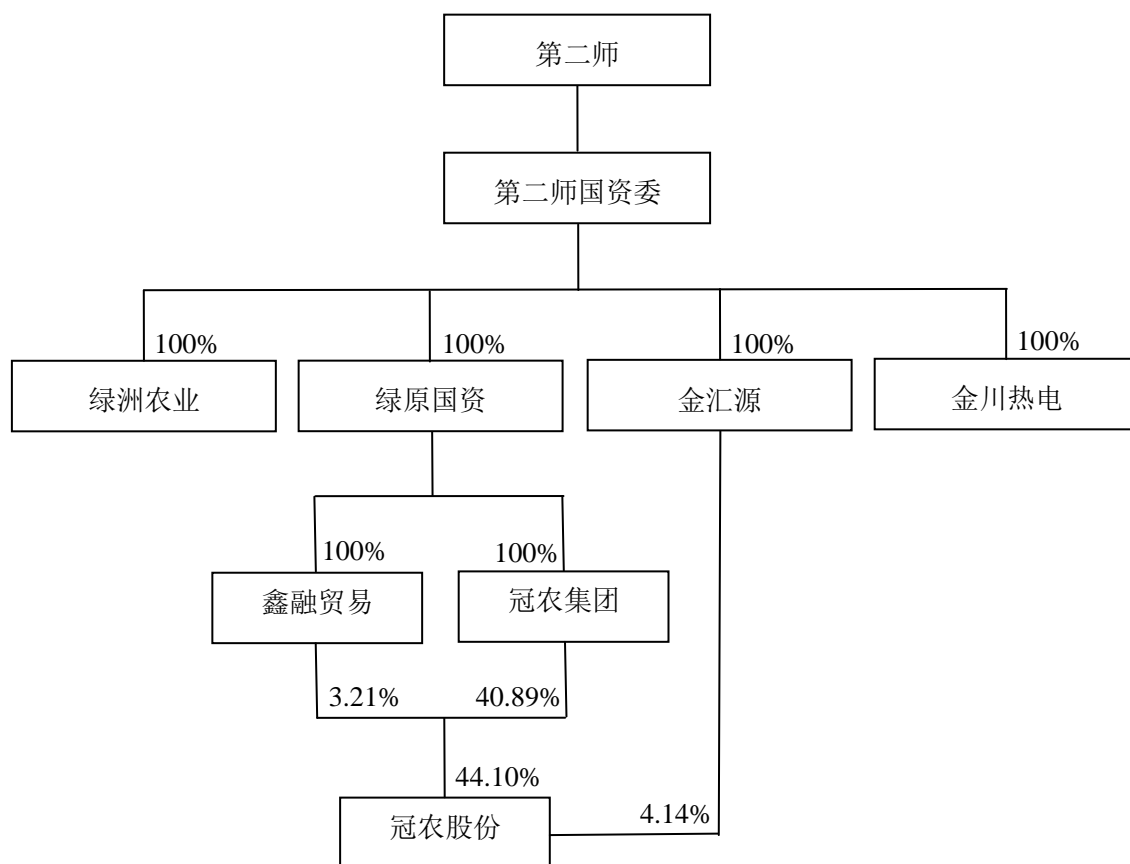 第二师
第二师国资委
100% 100% 100% 100%
绿洲农业 绿原国资 金汇源 金川热电
100% 100%
鑫融贸易 冠农集团
3.21% 40.89%
44.10%
冠农股份 4.14%